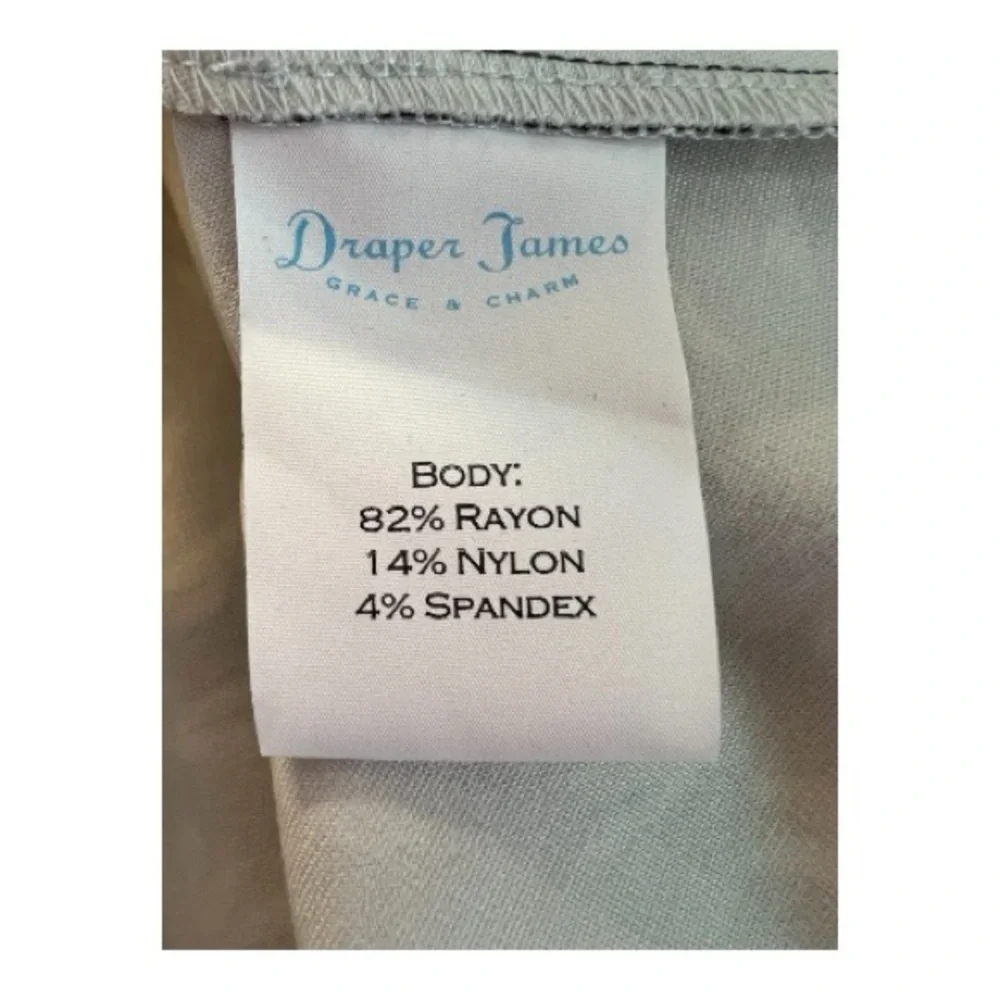 Draper James
GRACE & CHARM
BODY:
82% RAYON
14% NYLON
4% SPANDEX